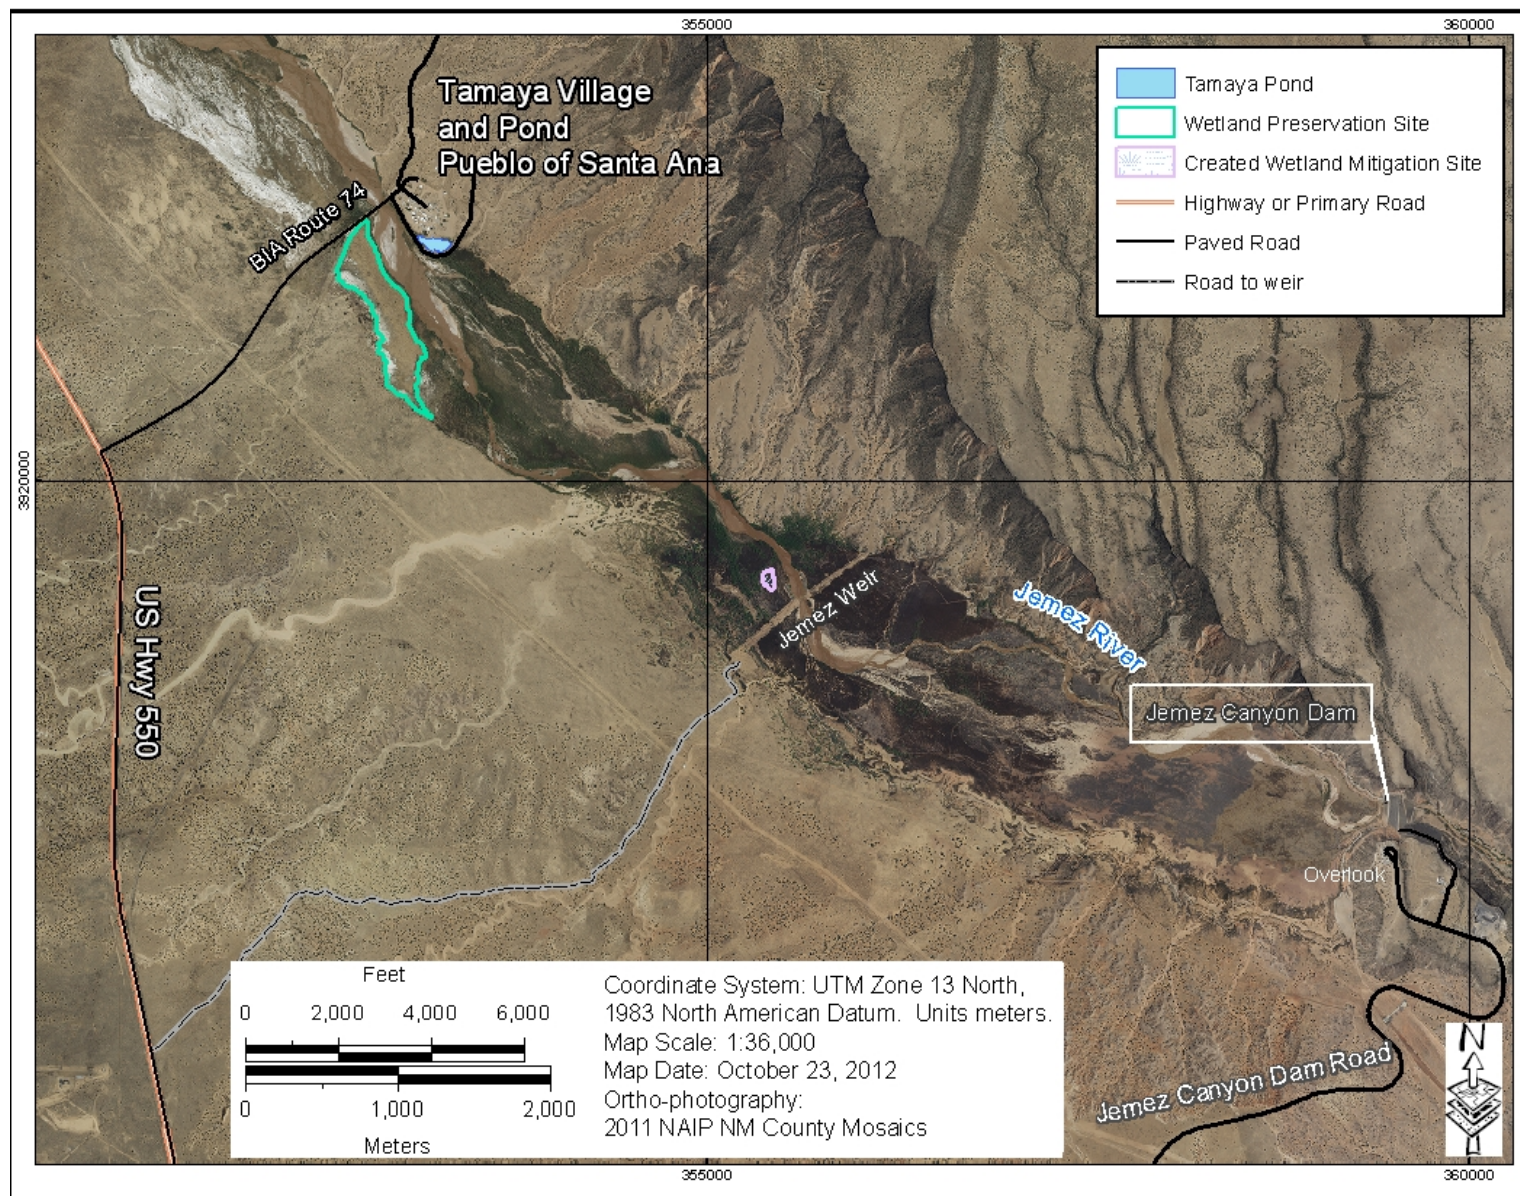 355000
360000
Tamaya Village
and Pond
Pueblo of Santa Ana
Tamaya Pond
Wetland Preservation Site
Created Wetland Mitigation Site
Highway or Primary Road
Paved Road
Road to weir
BIA Route 74
3920000
US Hwy 550
Jemez Weir
Jemez River
Jemez Canyon Dam
Overlook
Jemez Canyon Dam Road
N
Feet
0 2,000 4,000 6,000
0 1,000 2,000
Meters
Coordinate System: UTM Zone 13 North,
1983 North American Datum. Units meters.
Map Scale: 1:36,000
Map Date: October 23, 2012
Ortho-photography:
2011 NAIP NM County Mosaics
355000
360000